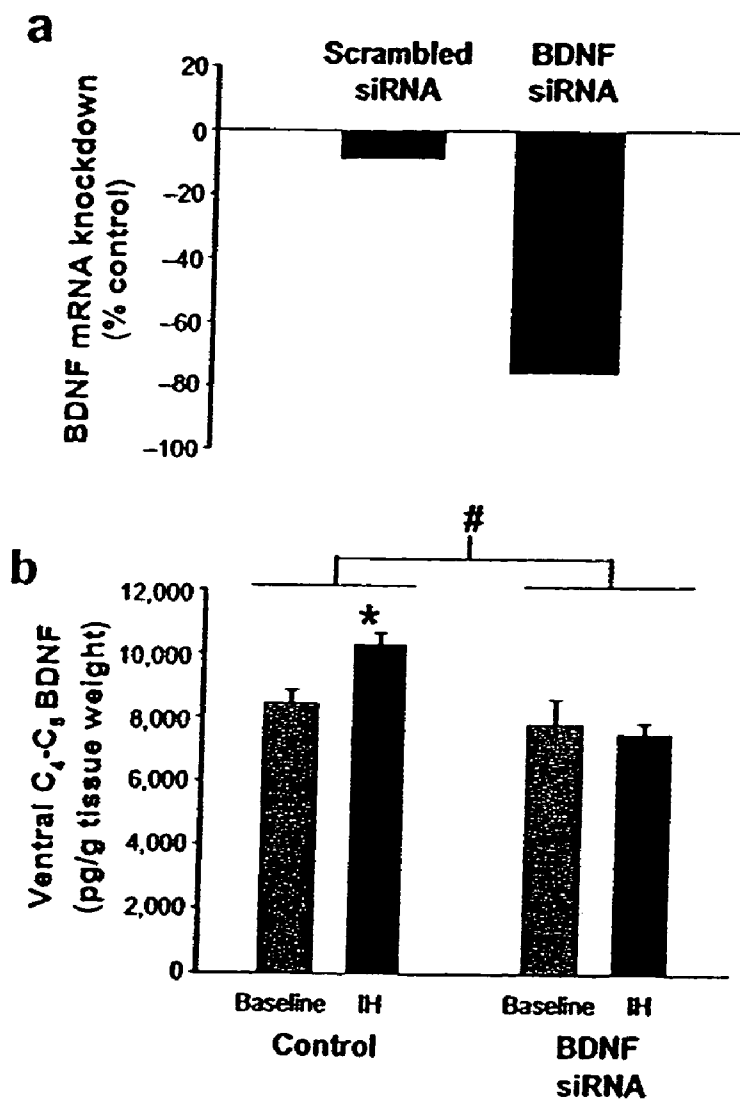 a
Scrambled siRNA
BDNF siRNA
BDNF mRNA knockdown
(% control)
20
0
−20
−40
−60
−80
−100
#
b
*
Ventral C₄-C₅ BDNF
(pg/g tissue weight)
12,000
10,000
8,000
6,000
4,000
2,000
0
Baseline IH Baseline IH
Control
BDNF
siRNA